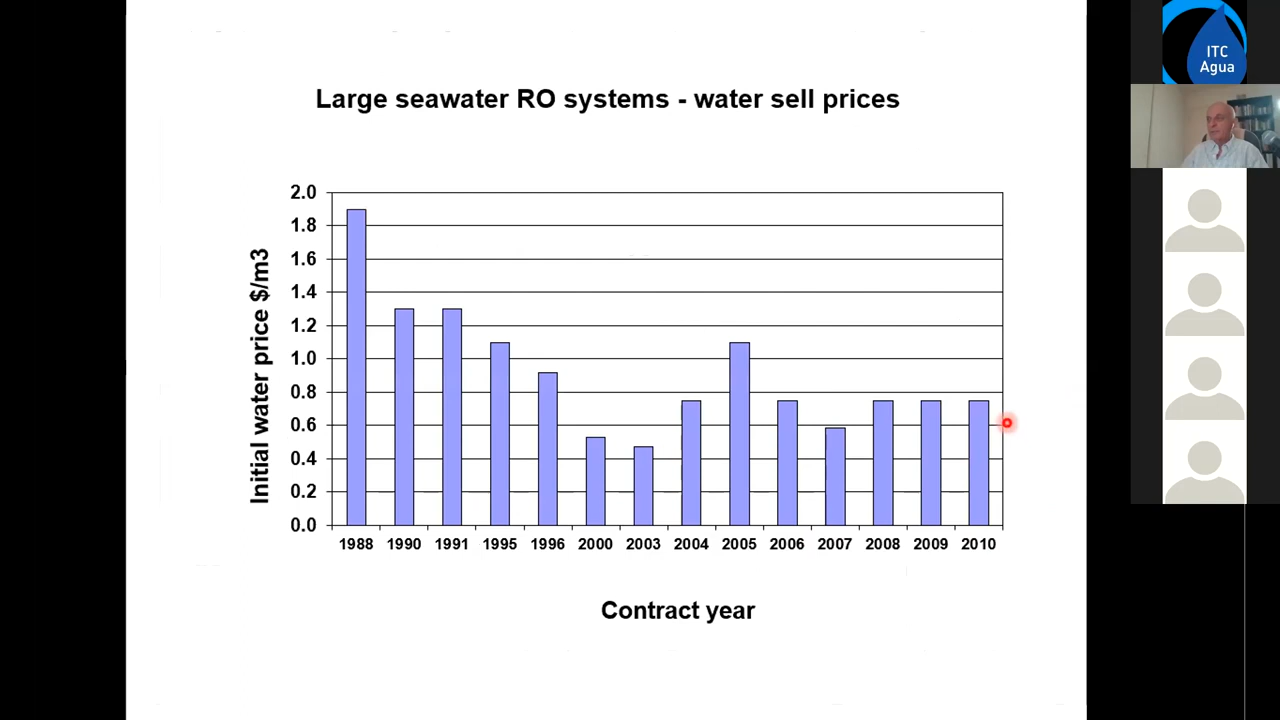 Large seawater RO systems - water sell prices
Initial water price $/m3
2.0
1.8
1.6
1.4
1.2
1.0
0.8
0.6
0.4
0.2
0.0
1988 1990 1991 1995 1996 2000 2003 2004 2005 2006 2007 2008 2009 2010
Contract year
ITC
Agua